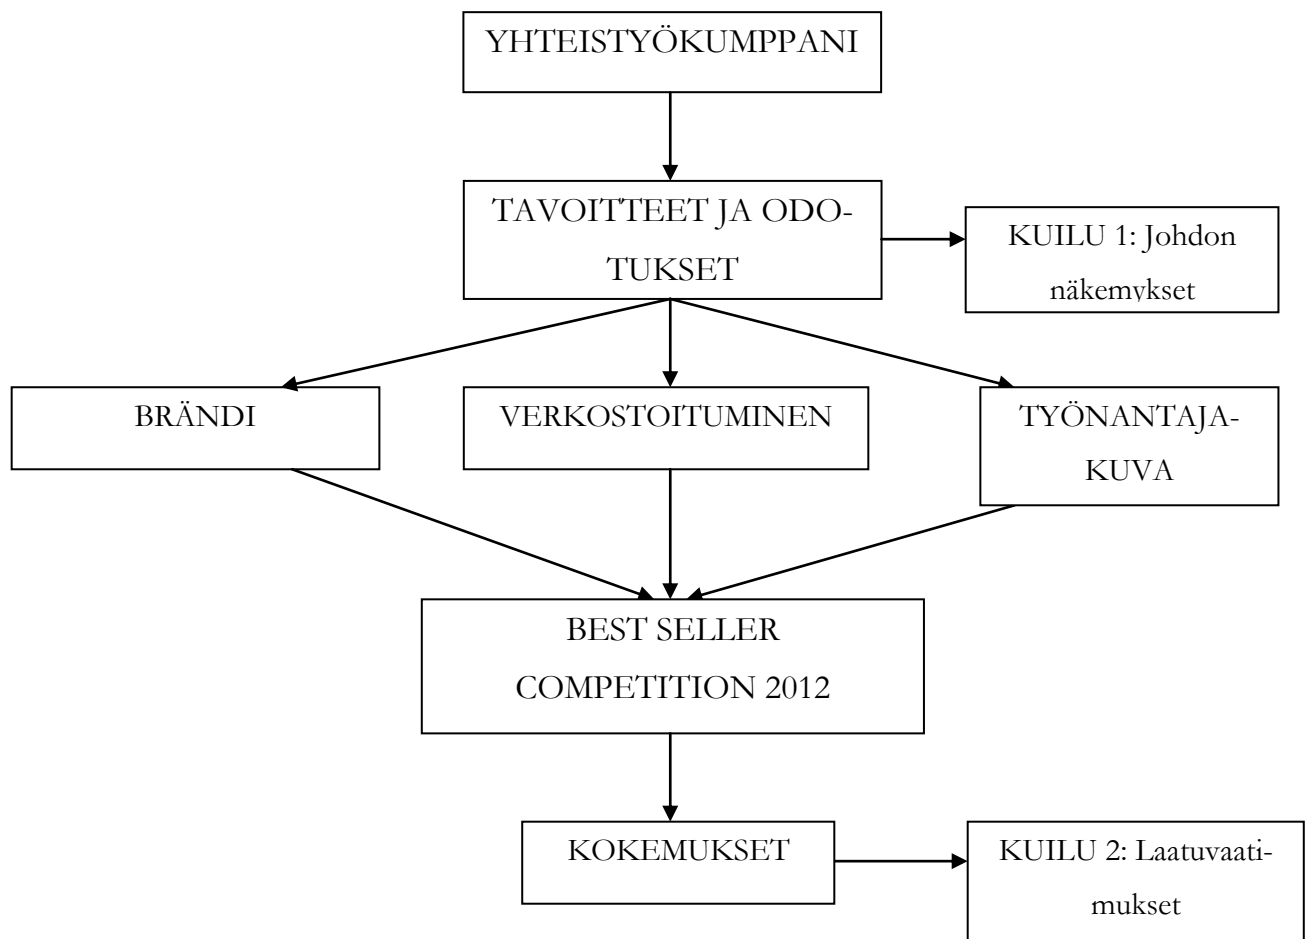 YHTEISTYÖKUMPPANI
TAVOITTEET JA ODO-
TUKSET
KUILU 1: Johdon
näkemykset
BRÄNDI
VERKOSTOITUMINEN
TYÖNANTAJA-
KUVA
BEST SELLER
COMPETITION 2012
KOKEMUKSET
KUILU 2: Laatuvaati-
mukset